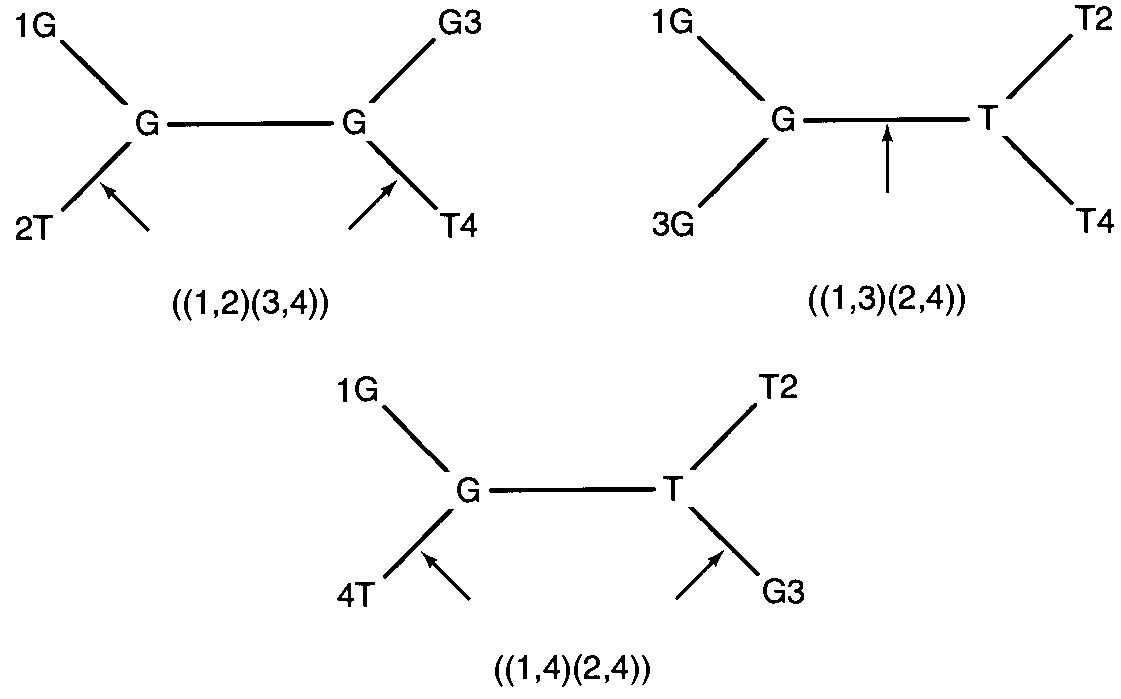 1G G3
G G
2T T4
((1,2)(3,4))
1G T2
G T
3G T4
((1,3)(2,4))
1G T2
G T
4T G3
((1,4)(2,4))